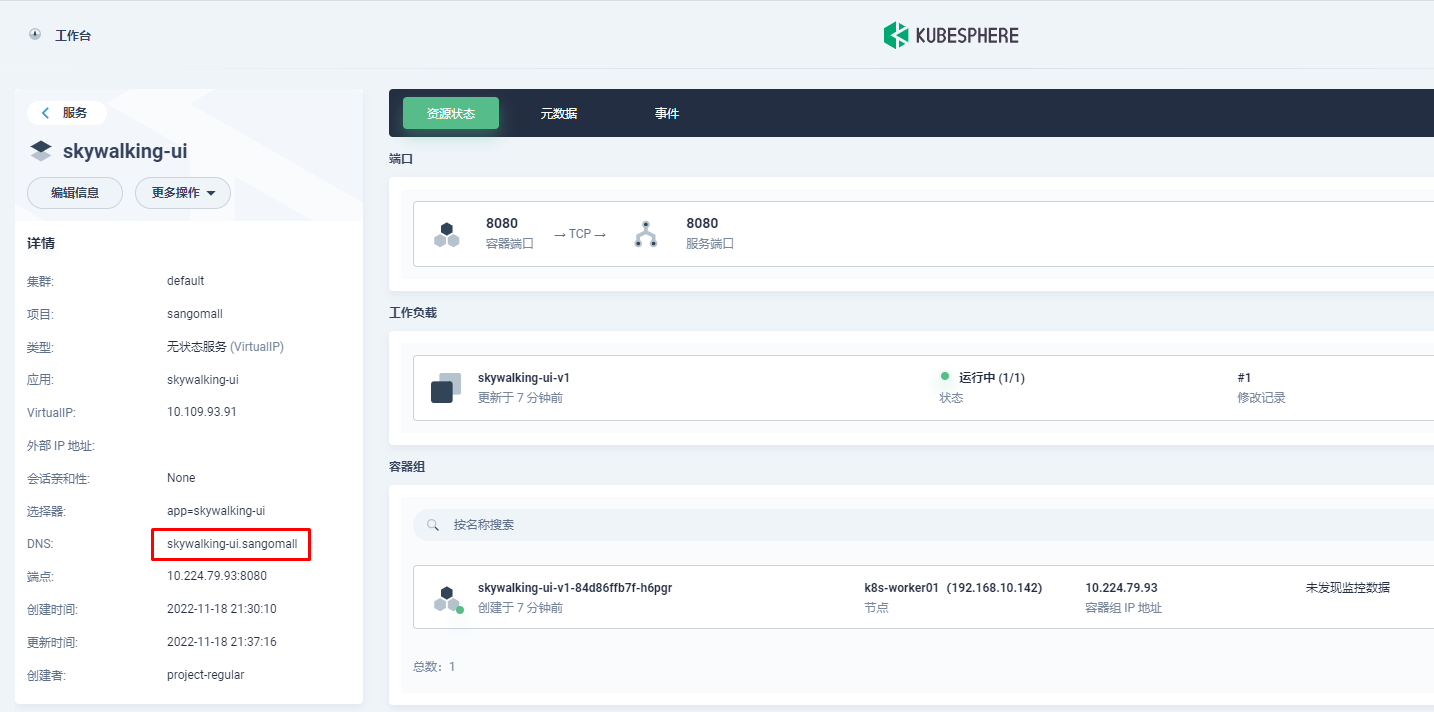 工作台
KUBESPHERE
服务
skywalking-ui
编辑信息
更多操作
详情
集群: default
项目: sangomall
类型: 无状态服务 (VirtualIP)
应用: skywalking-ui
VirtualIP: 10.109.93.91
外部 IP 地址:
会话亲和性: None
选择器: app=skywalking-ui
DNS: skywalking-ui.sangomall
端点: 10.224.79.93:8080
创建时间: 2022-11-18 21:30:10
更新时间: 2022-11-18 21:37:16
创建者: project-regular
资源状态 元数据 事件
端口
8080 → TCP → 8080
容器端口 服务端口
工作负载
skywalking-ui-v1 运行中 (1/1) #1
更新于 7 分钟前 状态 修改记录
容器组
按名称搜索
skywalking-ui-v1-84d86ffb7f-h6pgr k8s-worker01 (192.168.10.142) 10.224.79.93 未发现监控数据
创建于 7 分钟前 节点 容器组 IP 地址
总数: 1